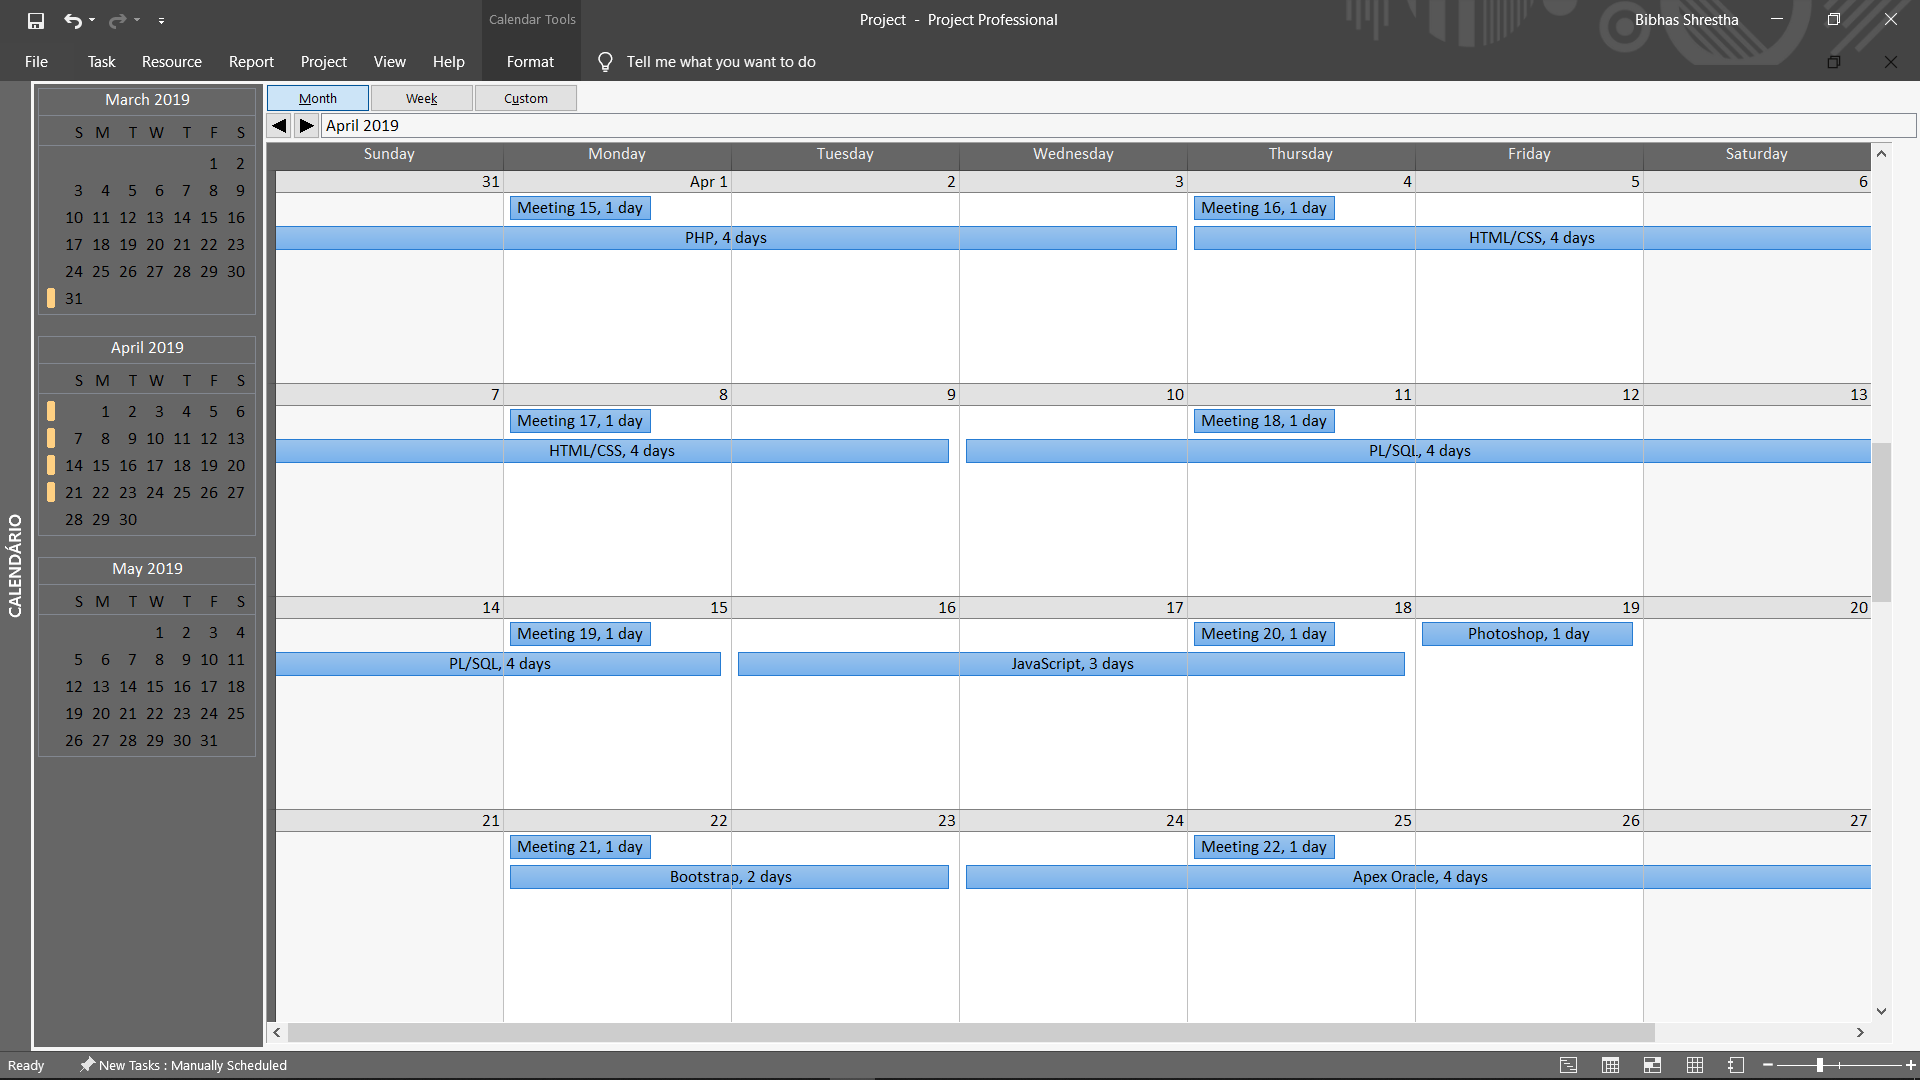 Calendar Tools
Project - Project Professional
Bibhas Shrestha
File Task Resource Report Project View Help Format Tell me what you want to do
March 2019
S M T W T F S
1 2
3 4 5 6 7 8 9
10 11 12 13 14 15 16
17 18 19 20 21 22 23
24 25 26 27 28 29 30
31
April 2019
S M T W T F S
1 2 3 4 5 6
7 8 9 10 11 12 13
14 15 16 17 18 19 20
21 22 23 24 25 26 27
28 29 30
May 2019
S M T W T F S
1 2 3 4
5 6 7 8 9 10 11
12 13 14 15 16 17 18
19 20 21 22 23 24 25
26 27 28 29 30 31
CALENDÁRIO
Month Week Custom
April 2019
Sunday Monday Tuesday Wednesday Thursday Friday Saturday
31 Apr 1 2 3 4 5 6
Meeting 15, 1 day Meeting 16, 1 day
PHP, 4 days HTML/CSS, 4 days
7 8 9 10 11 12 13
Meeting 17, 1 day Meeting 18, 1 day
HTML/CSS, 4 days PL/SQL, 4 days
14 15 16 17 18 19 20
Meeting 19, 1 day Meeting 20, 1 day Photoshop, 1 day
PL/SQL, 4 days JavaScript, 3 days
21 22 23 24 25 26 27
Meeting 21, 1 day Meeting 22, 1 day
Bootstrap, 2 days Apex Oracle, 4 days
Ready New Tasks : Manually Scheduled